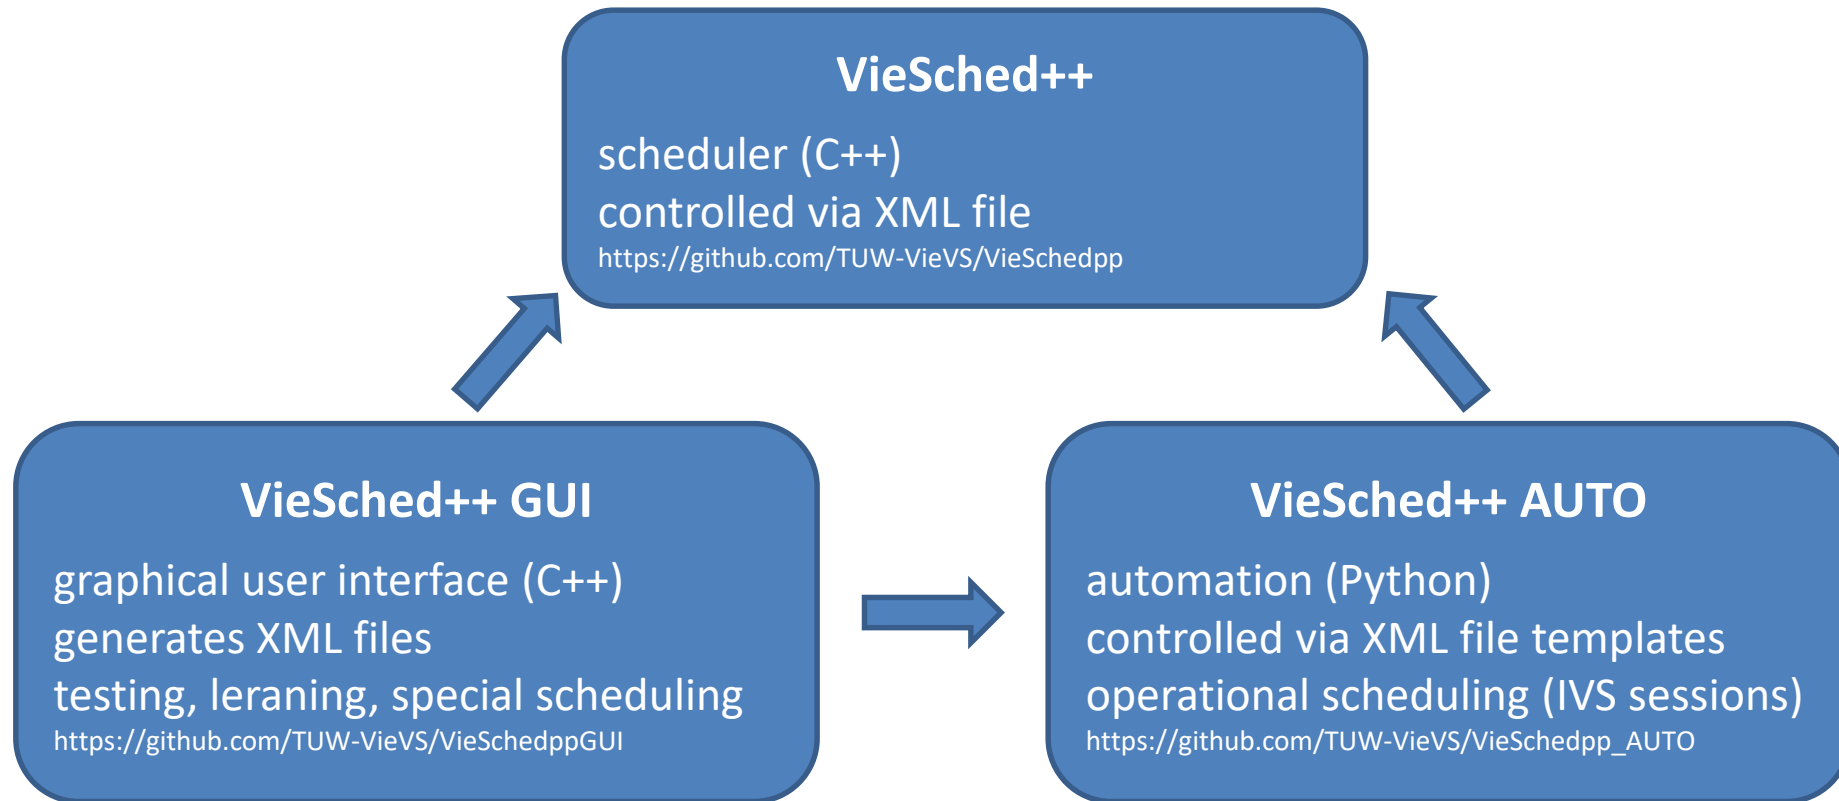 VieSched++
scheduler (C++)
controlled via XML file
https://github.com/TUW-VieVS/VieSchedpp
VieSched++ GUI
graphical user interface (C++)
generates XML files
testing, leraning, special scheduling
https://github.com/TUW-VieVS/VieSchedppGUI
VieSched++ AUTO
automation (Python)
controlled via XML file templates
operational scheduling (IVS sessions)
https://github.com/TUW-VieVS/VieSchedpp_AUTO